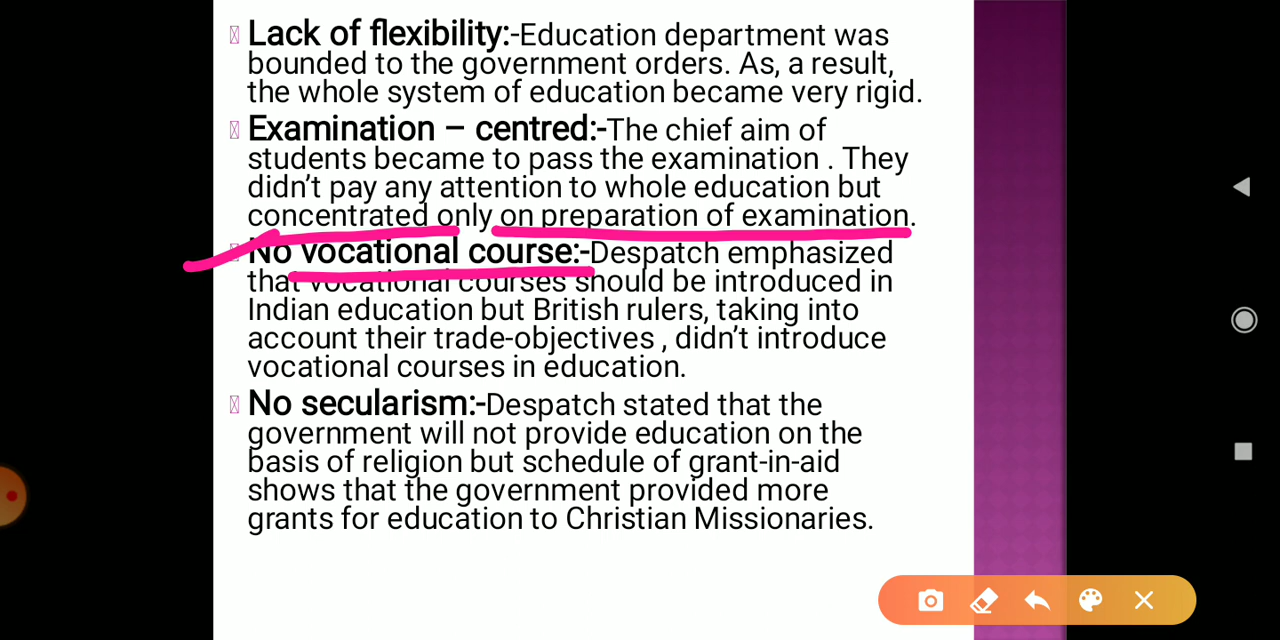 Lack of flexibility:-Education department was
bounded to the government orders. As, a result,
the whole system of education became very rigid.
Examination – centred:-The chief aim of
students became to pass the examination . They
didn’t pay any attention to whole education but
concentrated only on preparation of examination.
No vocational course:-Despatch emphasized
that vocational courses should be introduced in
Indian education but British rulers, taking into
account their trade-objectives , didn’t introduce
vocational courses in education.
No secularism:-Despatch stated that the
government will not provide education on the
basis of religion but schedule of grant-in-aid
shows that the government provided more
grants for education to Christian Missionaries.